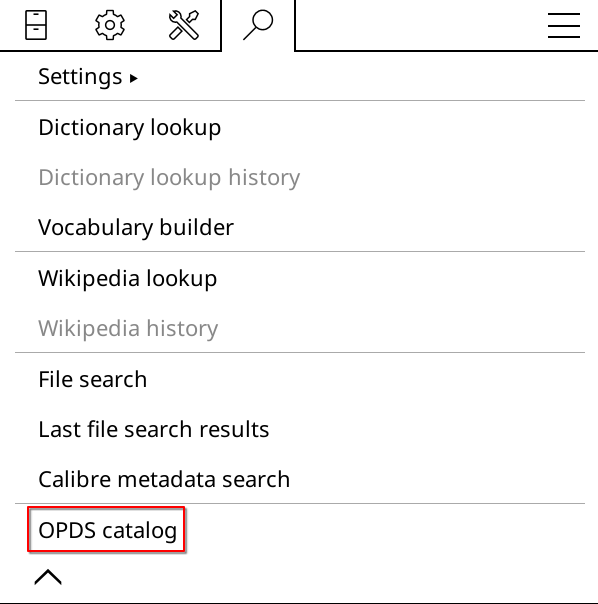 Settings ▸
Dictionary lookup
Dictionary lookup history
Vocabulary builder
Wikipedia lookup
Wikipedia history
File search
Last file search results
Calibre metadata search
OPDS catalog